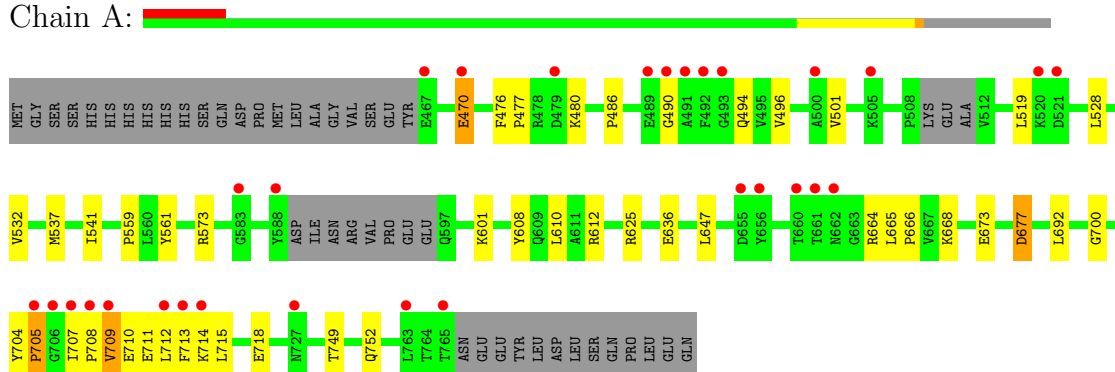 Chain A:
MET GLY SER SER HIS HIS HIS HIS HIS HIS SER GLN ASP PRO MET LEU ALA GLY VAL SER GLU TYR E467 E470 F476 P477 R478 D479 K480 P486 E489 G490 A491 F492 G493 Q494 V495 V496 A500 V501 K505 P508 LYS GLU ALA V512 L519 K520 D521 L528
V532 M537 I541 P559 L560 Y561 R573 G583 Y588 ASP ILE ASN ARG VAL PRO GLU GLU Q597 K601 Y608 Q609 L610 A611 R612 R625 E636 L647 D655 Y656 T660 T661 N662 G663 R664 L665 P666 V667 K668 E673 D677 L692 G700
Y704 P705 G706 I707 P708 V709 E710 E711 L712 F713 K714 L715 E718 N727 T749 Q752 L763 T764 T765 ASN GLU GLU TYR LEU ASP LEU SER GLN PRO LEU GLU GLN